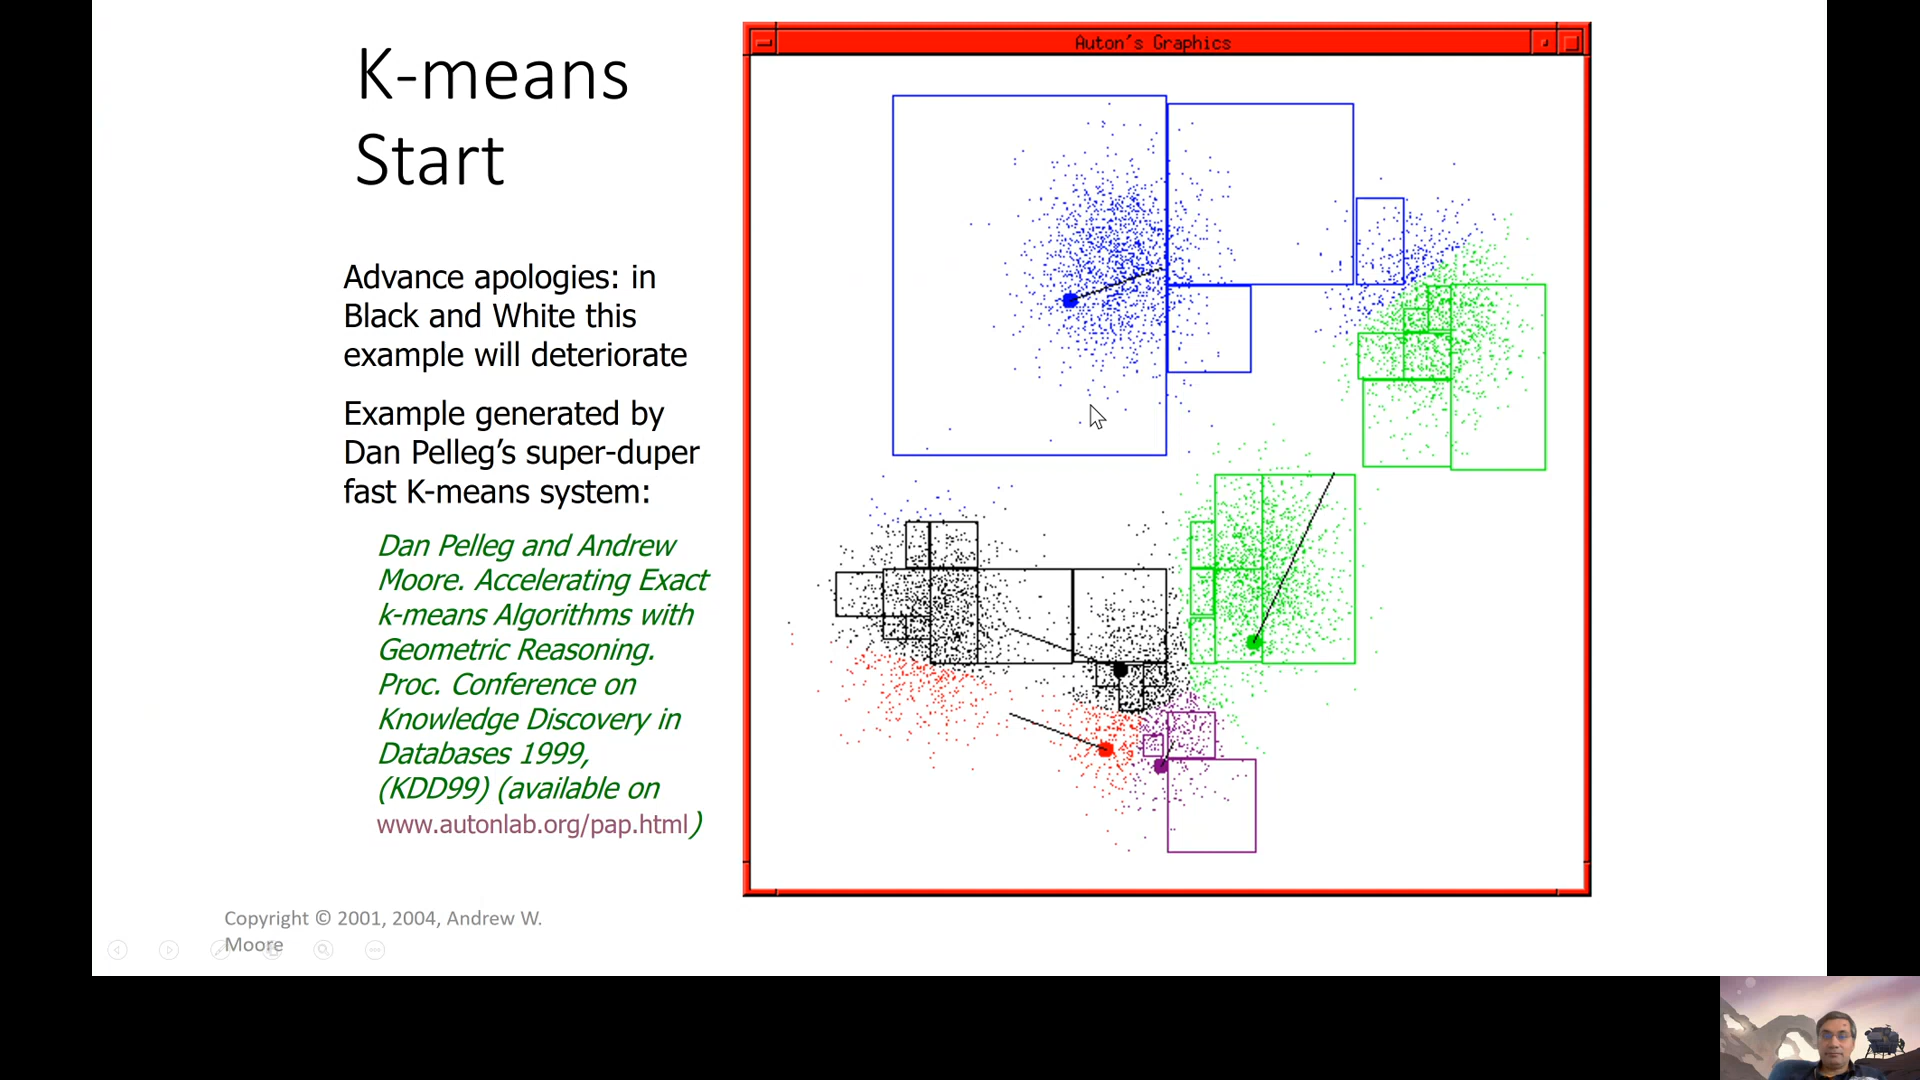 K-means
Start
Auton's Graphics
Advance apologies: in
Black and White this
example will deteriorate
Example generated by
Dan Pelleg’s super-duper
fast K-means system:
Dan Pelleg and Andrew
Moore. Accelerating Exact
k-means Algorithms with
Geometric Reasoning.
Proc. Conference on
Knowledge Discovery in
Databases 1999,
(KDD99) (available on
www.autonlab.org/pap.html)
Copyright © 2001, 2004, Andrew W.
Moore